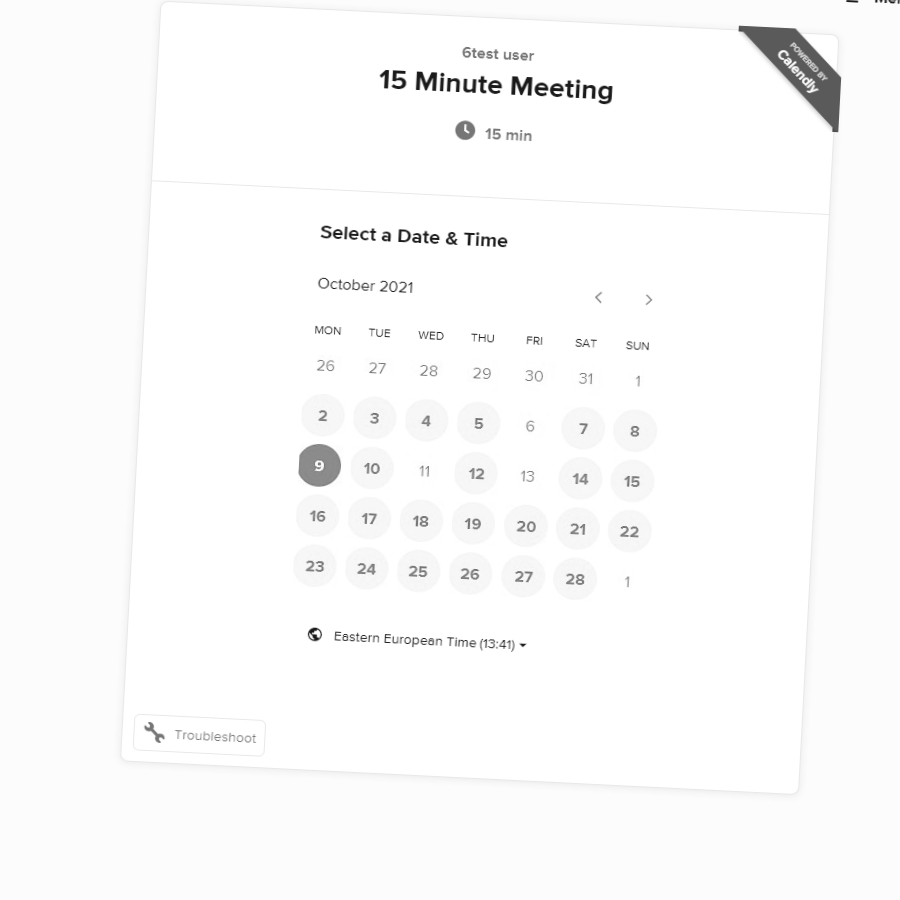 6test user
15 Minute Meeting
15 min
POWERED BY
Calendly
Select a Date & Time
October 2021
MON TUE WED THU FRI SAT SUN
26 27 28 29 30 31 1
2 3 4 5 6 7 8
9 10 11 12 13 14 15
16 17 18 19 20 21 22
23 24 25 26 27 28 1
Eastern European Time (13:41)
Troubleshoot